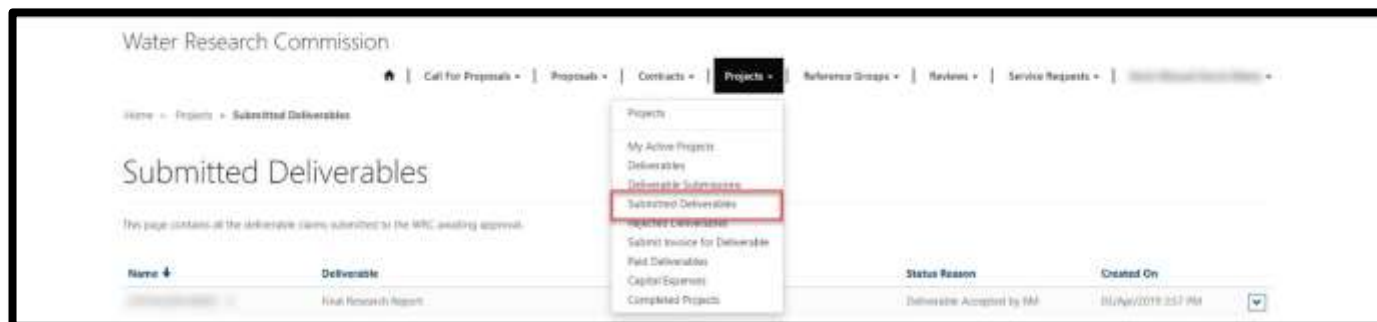 Water Research Commission
Call for Proposals | Proposals | Contracts | Projects | Reference Groups | Reviews | Service Requests |
Home Projects Submitted Deliverables
Projects
My Active Projects
Deliverables
Deliverable Submissions
Submitted Deliverables
Rejected Deliverables
Submit Invoice for Deliverable
Paid Deliverables
Capital Expenses
Completed Projects
Submitted Deliverables
This page contains all the deliverable claims submitted to the WRC awaiting approval.
Name Deliverable Status Reason Created On
Final Research Report Deliverable Accepted by RM 2:57 PM